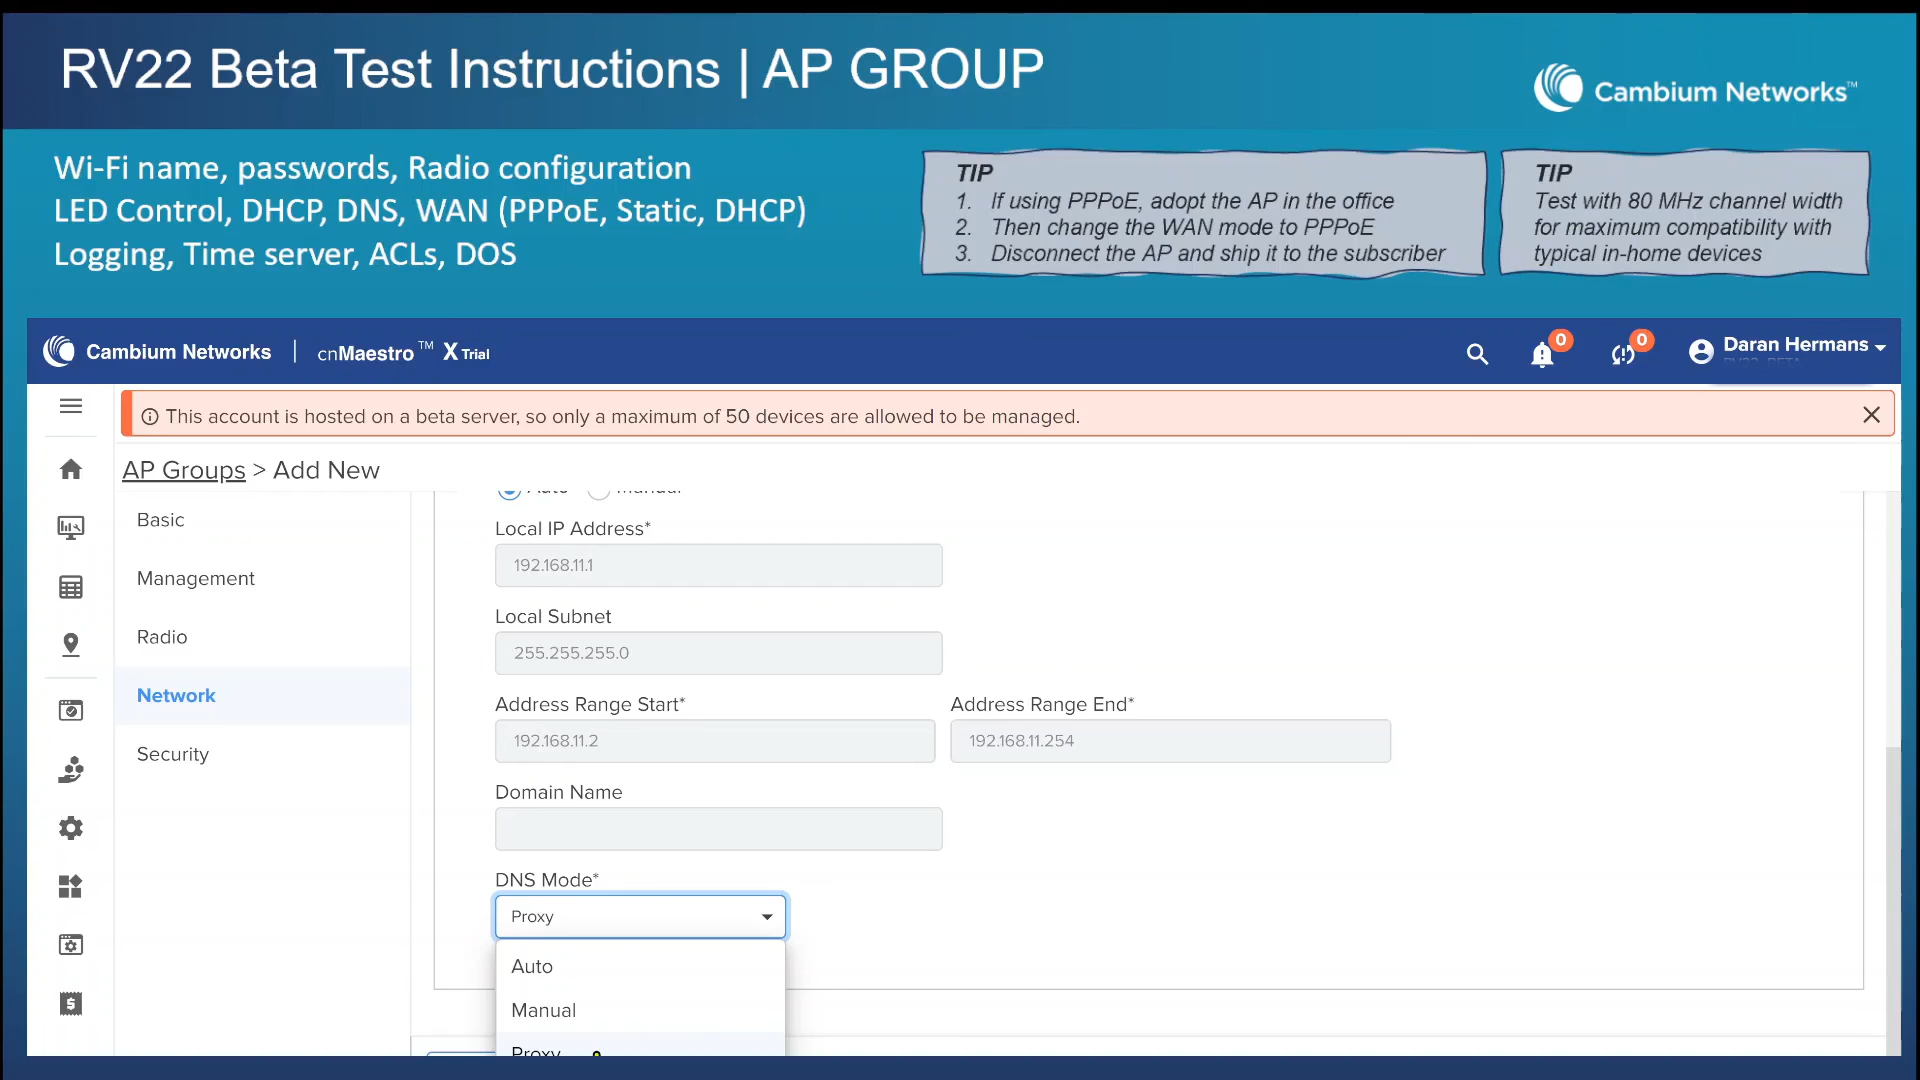 RV22 Beta Test Instructions | AP GROUP
Cambium Networks™
Wi-Fi name, passwords, Radio configuration
LED Control, DHCP, DNS, WAN (PPPoE, Static, DHCP)
Logging, Time server, ACLs, DOS
TIP
1. If using PPPoE, adopt the AP in the office
2. Then change the WAN mode to PPPoE
3. Disconnect the AP and ship it to the subscriber
TIP
Test with 80 MHz channel width
for maximum compatibility with
typical in-home devices
Cambium Networks | cnMaestro™ X Trial
0
0
Daran Hermans
This account is hosted on a beta server, so only a maximum of 50 devices are allowed to be managed.
AP Groups > Add New
Basic
Management
Radio
Network
Security
Auto Manual
Local IP Address*
192.168.11.1
Local Subnet
255.255.255.0
Address Range Start* Address Range End*
192.168.11.2 192.168.11.254
Domain Name
DNS Mode*
Proxy
Auto
Manual
Proxy